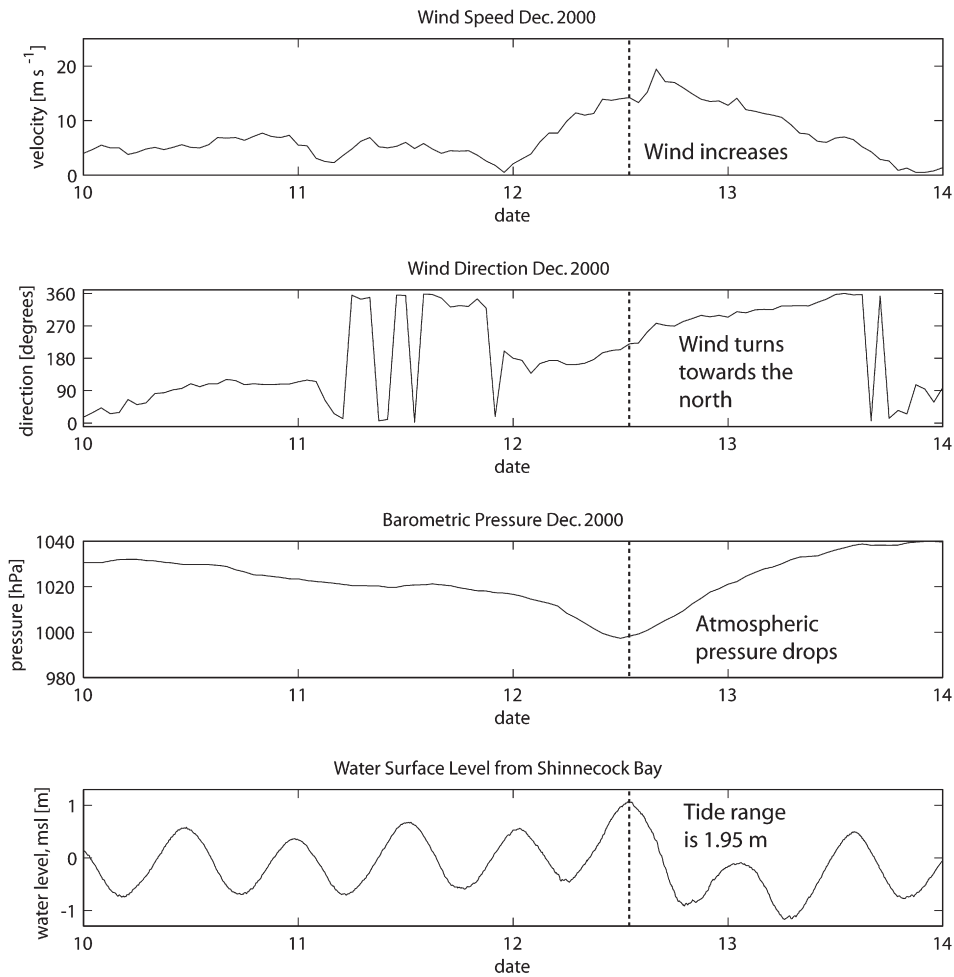 Wind Speed Dec. 2000
velocity [m s -1]
20
10
0
Wind increases
10 11 12 13 14
date
Wind Direction Dec. 2000
direction [degrees]
360
270
180
90
0
Wind turns
towards the
north
10 11 12 13 14
date
Barometric Pressure Dec. 2000
pressure [hPa]
1040
1020
1000
980
Atmospheric
pressure drops
10 11 12 13 14
date
Water Surface Level from Shinnecock Bay
water level, msl [m]
1
0
-1
Tide range
is 1.95 m
10 11 12 13 14
date